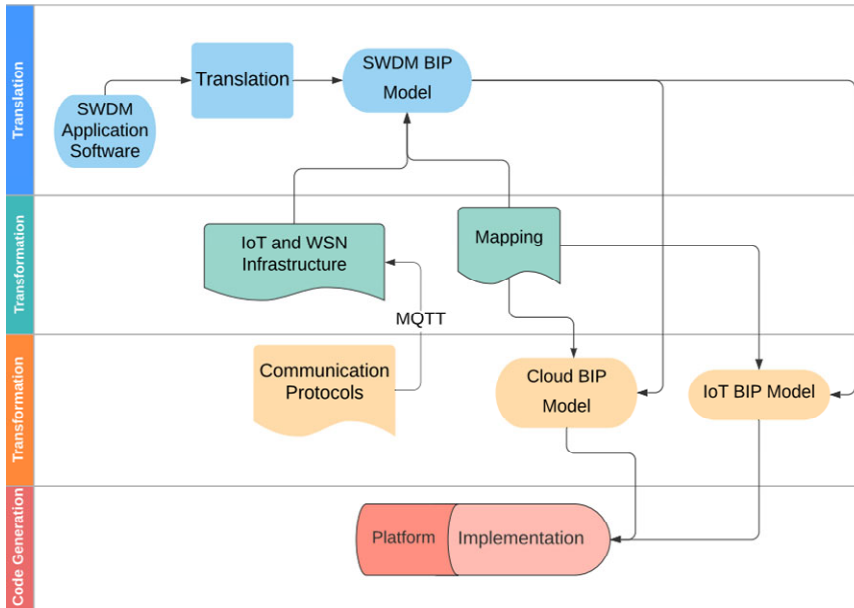 Translation
SWDM
Application
Software
Translation
SWDM BIP
Model
Transformation
IoT and WSN
Infrastructure
Mapping
MQTT
Transformation
Communication
Protocols
Cloud BIP
Model
IoT BIP Model
Code Generation
Platform
Implementation